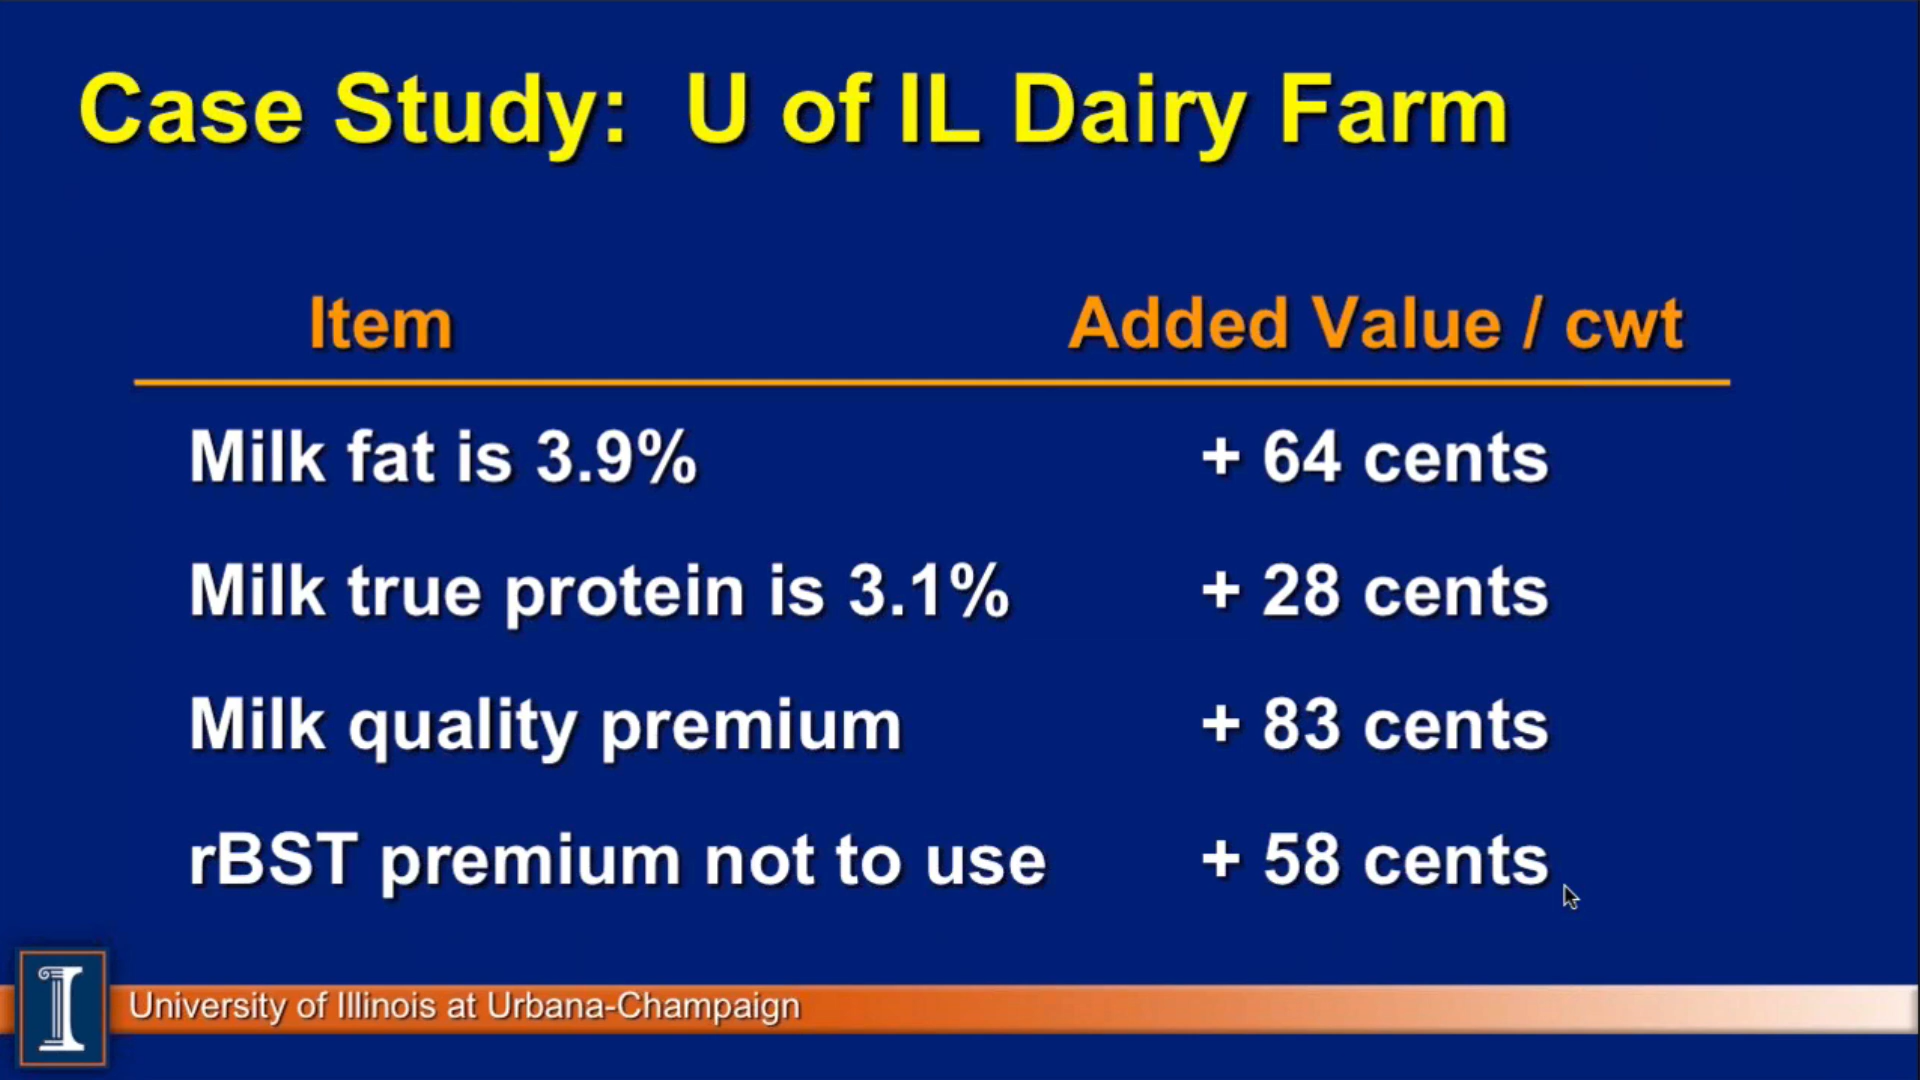 Case Study: U of IL Dairy Farm
Item Added Value / cwt
Milk fat is 3.9% + 64 cents
Milk true protein is 3.1% + 28 cents
Milk quality premium + 83 cents
rBST premium not to use + 58 cents
I University of Illinois at Urbana-Champaign